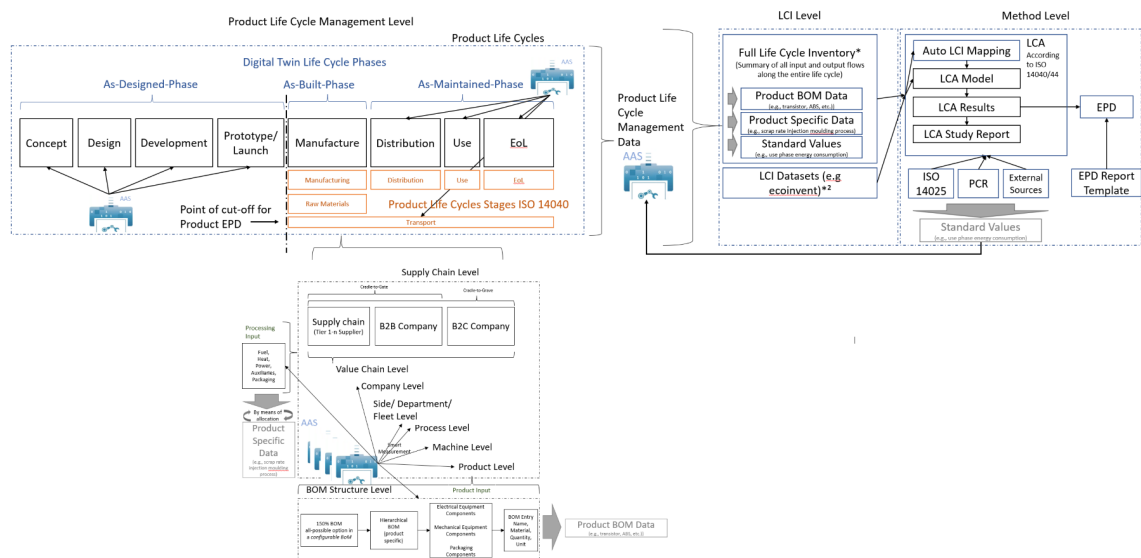 Product Life Cycle Management Level
Product Life Cycles
Digital Twin Life Cycle Phases
AAS
As-Designed-Phase
As-Built-Phase
As-Maintained-Phase
Concept
Design
Development
Prototype/
Launch
Manufacture
Distribution
Use
EoL
Manufacturing
Distribution
Use
EoL
Raw Materials
Product Life Cycles Stages ISO 14040
Transport
AAS
Point of cut-off for
Product EPD
Product Life
Cycle
Management
Data
AAS
LCI Level
Full Life Cycle Inventory*
(Summary of all input and output flows
along the entire life cycle)
Product BOM Data
(e.g., transistor, ABS, etc.))
Product Specific Data
(e.g., scrap rate injection moulding process)
Standard Values
(e.g., use phase energy consumption)
LCI Datasets (e.g
ecoinvent)*²
Method Level
Auto LCI Mapping
LCA
According
to ISO
14040/44
LCA Model
LCA Results
LCA Study Report
EPD
ISO
14025
PCR
External
Sources
EPD Report
Template
Standard Values
(e.g., use phase energy consumption)
Supply Chain Level
Cradle-to-Gate
Cradle-to-Grave
Supply chain
(Tier 1-n Supplier)
B2B Company
B2C Company
Processing
Input
Fuel,
Heat,
Power,
Auxiliaries,
Packaging
By means of
allocation
Product
Specific
Data
(e.g., scrap rate
injection moulding
process)
Value Chain Level
Company Level
Side/ Department/
Fleet Level
Process Level
Smart
Measurement
Machine Level
Product Level
AAS
BOM Structure Level
Product Input
150% BOM
all-possible option in
a configurable BoM
Hierarchical
BOM
(product
specific)
Electrical Equipment
Components
Mechanical Equipment
Components
Packaging
Components
BOM Entry
Name,
Material,
Quantity,
Unit
Product BOM Data
(e.g., transistor, ABS, etc.))